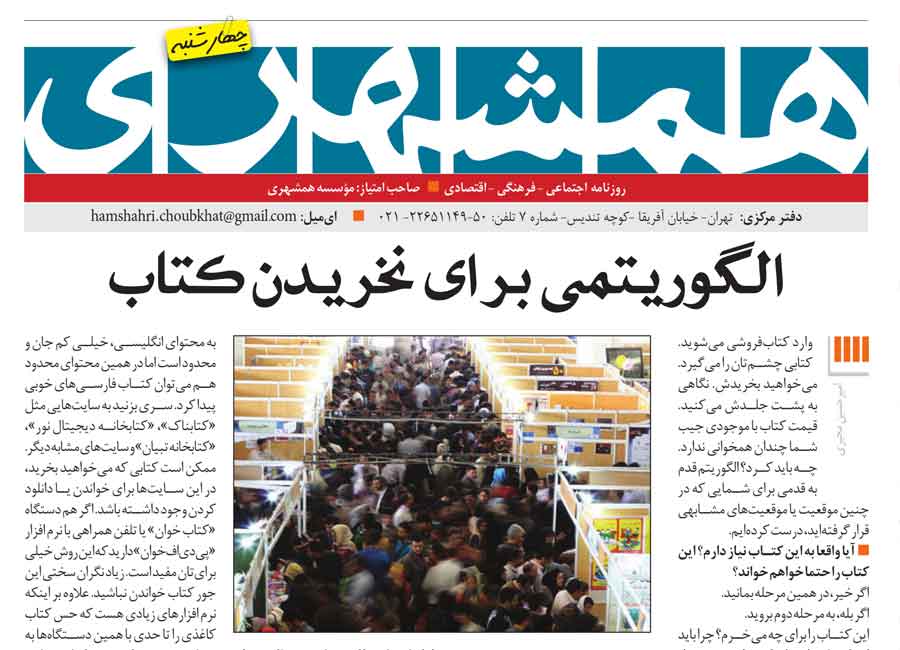 چهارشنبه
همشهری
روزنامه اجتماعی - فرهنگی - اقتصادی ■ صاحب امتیاز: مؤسسه همشهری
دفتر مرکزی: تهران- خیابان آفریقا -کوچه تندیس- شماره ۷ تلفن: ۵۰-۲۲۶۵۱۱۴۹- ۰۲۱ ■ ای‌میل: hamshahri.choubkhat@gmail.com
الگوریتمی برای نخریدن کتاب
وارد کتاب‌فروشی می‌شوید.
کتابی چشم‌تان را می‌گیرد.
می‌خواهید بخریدش. نگاهی
به پشت جلدش می‌کنید.
قیمت کتاب با موجودی جیب
شما چندان همخوانی ندارد.
چه باید کرد؟ الگوریتم قدم
به قدمی برای شمایی که در
چنین موقعیت یا موقعیت‌های مشابهی
قرار گرفته‌اید، درست کرده‌ایم.
■ آیا واقعا به این کتاب نیاز دارم؟ این
کتاب را حتما خواهم خواند؟
اگر خیر، در همین مرحله بمانید.
اگر بله، به مرحله دوم بروید.
این کتاب را برای چه می‌خرم؟ چرا باید
به محتوای انگلیسی، خیلی کم جان و
محدود است اما در همین محتوای محدود
هم می‌توان کتاب فارسی‌های خوبی
پیدا کرد. سری بزنید به سایت‌هایی مثل
«کتابناک»، «کتابخانه دیجیتال نور»،
«کتابخانه تبیان» و سایت‌های مشابه دیگر.
ممکن است کتابی که می‌خواهید بخرید،
در این سایت‌ها برای خواندن یا دانلود
کردن وجود داشته باشد. اگر هم دستگاه
«کتاب خوان» یا تلفن همراهی با نرم افزار
«پی‌دی‌اف‌خوان» دارید که این روش خیلی
برای‌تان مفید است. زیاد نگران سختی این
جور کتاب خواندن نباشید. علاوه بر اینکه
نرم افزارهای زیادی هست که حس کتاب
کاغذی را تا حدی با همین دستگاه‌ها به